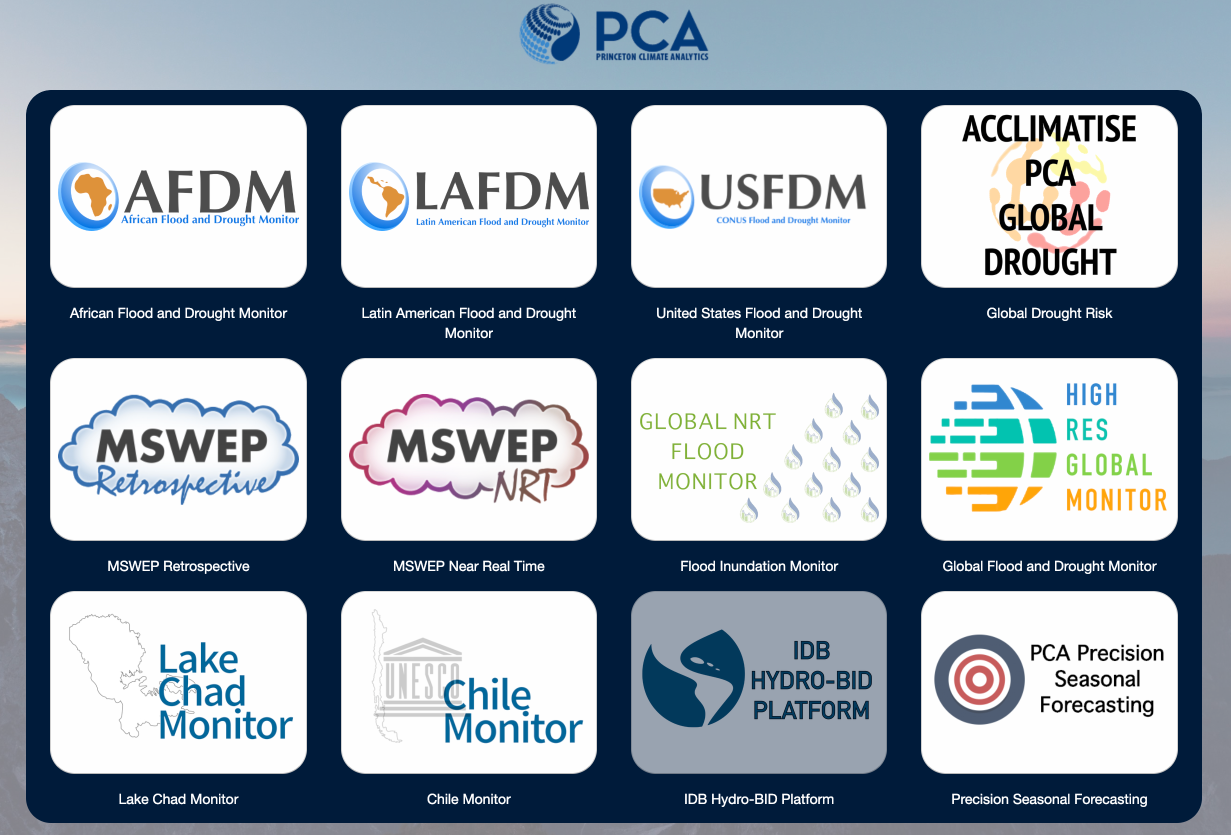 PCA
PRINCETON CLIMATE ANALYTICS
AFDM
African Flood and Drought Monitor
African Flood and Drought Monitor
LAFDM
Latin American Flood and Drought Monitor
Latin American Flood and Drought
Monitor
USFDM
CONUS Flood and Drought Monitor
United States Flood and Drought
Monitor
ACCLIMATISE
PCA
GLOBAL
DROUGHT
Global Drought Risk
MSWEP
Retrospective
MSWEP Retrospective
MSWEP
NRT
MSWEP Near Real Time
GLOBAL NRT
FLOOD
MONITOR
Flood Inundation Monitor
HIGH
RES
GLOBAL
MONITOR
Global Flood and Drought Monitor
Lake
Chad
Monitor
Lake Chad Monitor
UNESCO
Chile
Monitor
Chile Monitor
IDB
HYDRO-BID
PLATFORM
IDB Hydro-BID Platform
PCA Precision
Seasonal
Forecasting
Precision Seasonal Forecasting